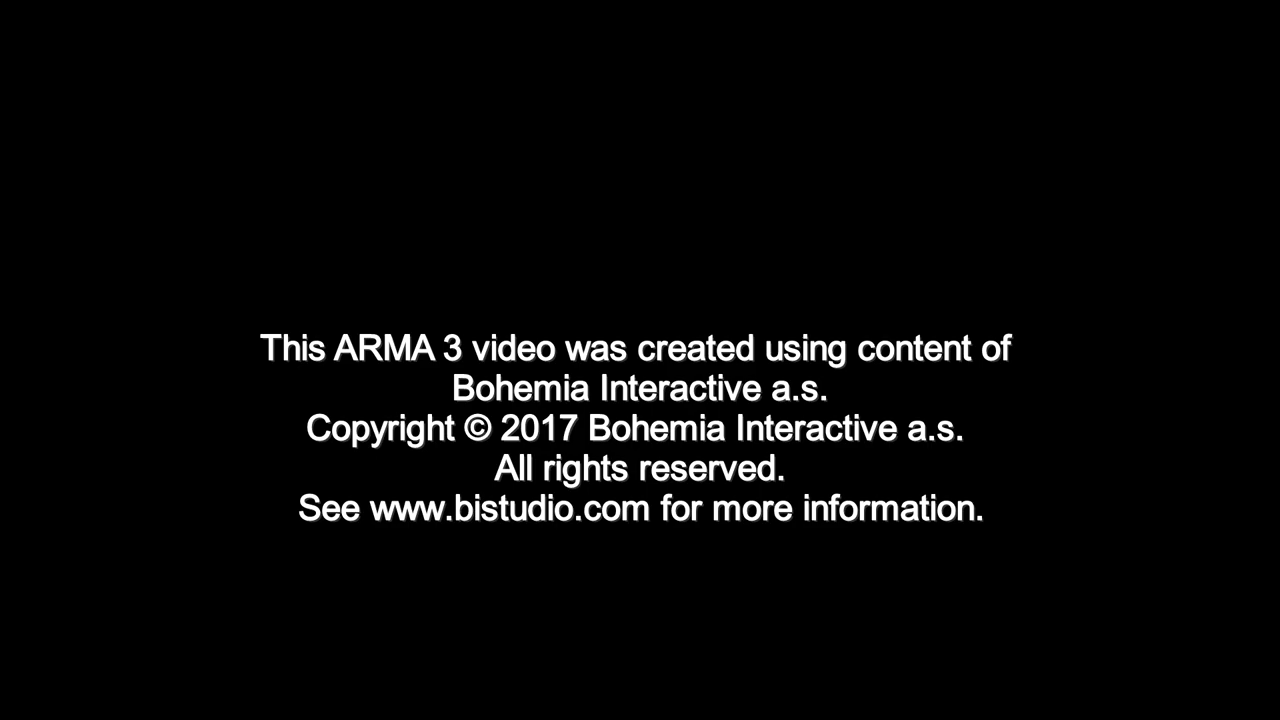 This ARMA 3 video was created using content of
Bohemia Interactive a.s.
Copyright © 2017 Bohemia Interactive a.s.
All rights reserved.
See www.bistudio.com for more information.